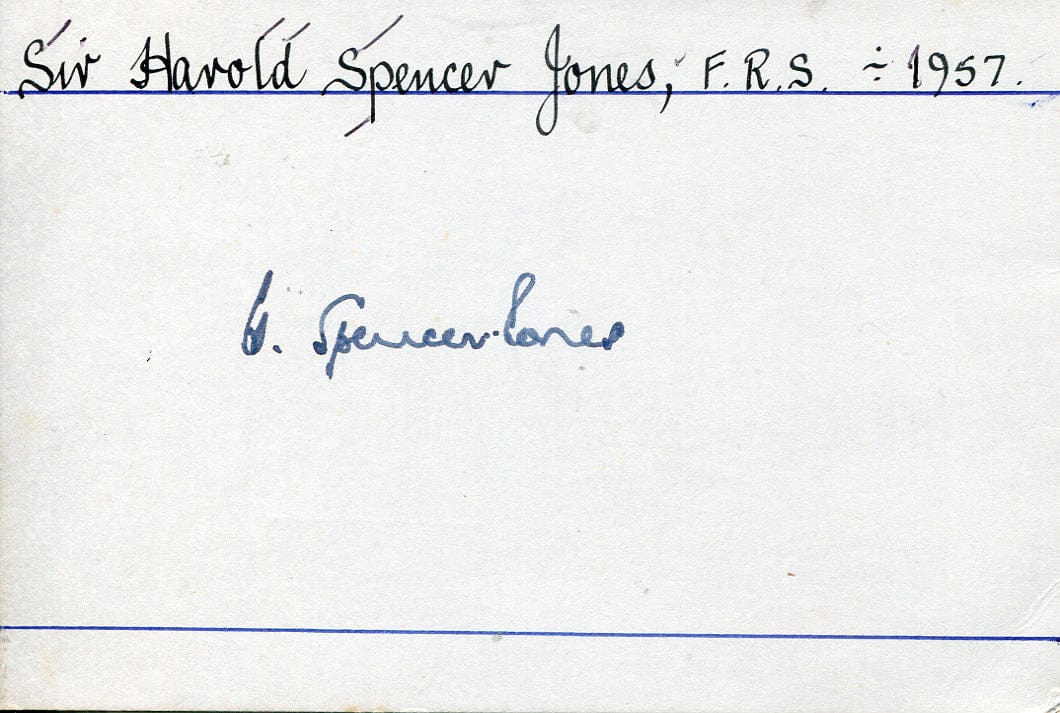 Sir Harold Spencer Jones, F.R.S. ÷ 1957.
H. Spencer Jones